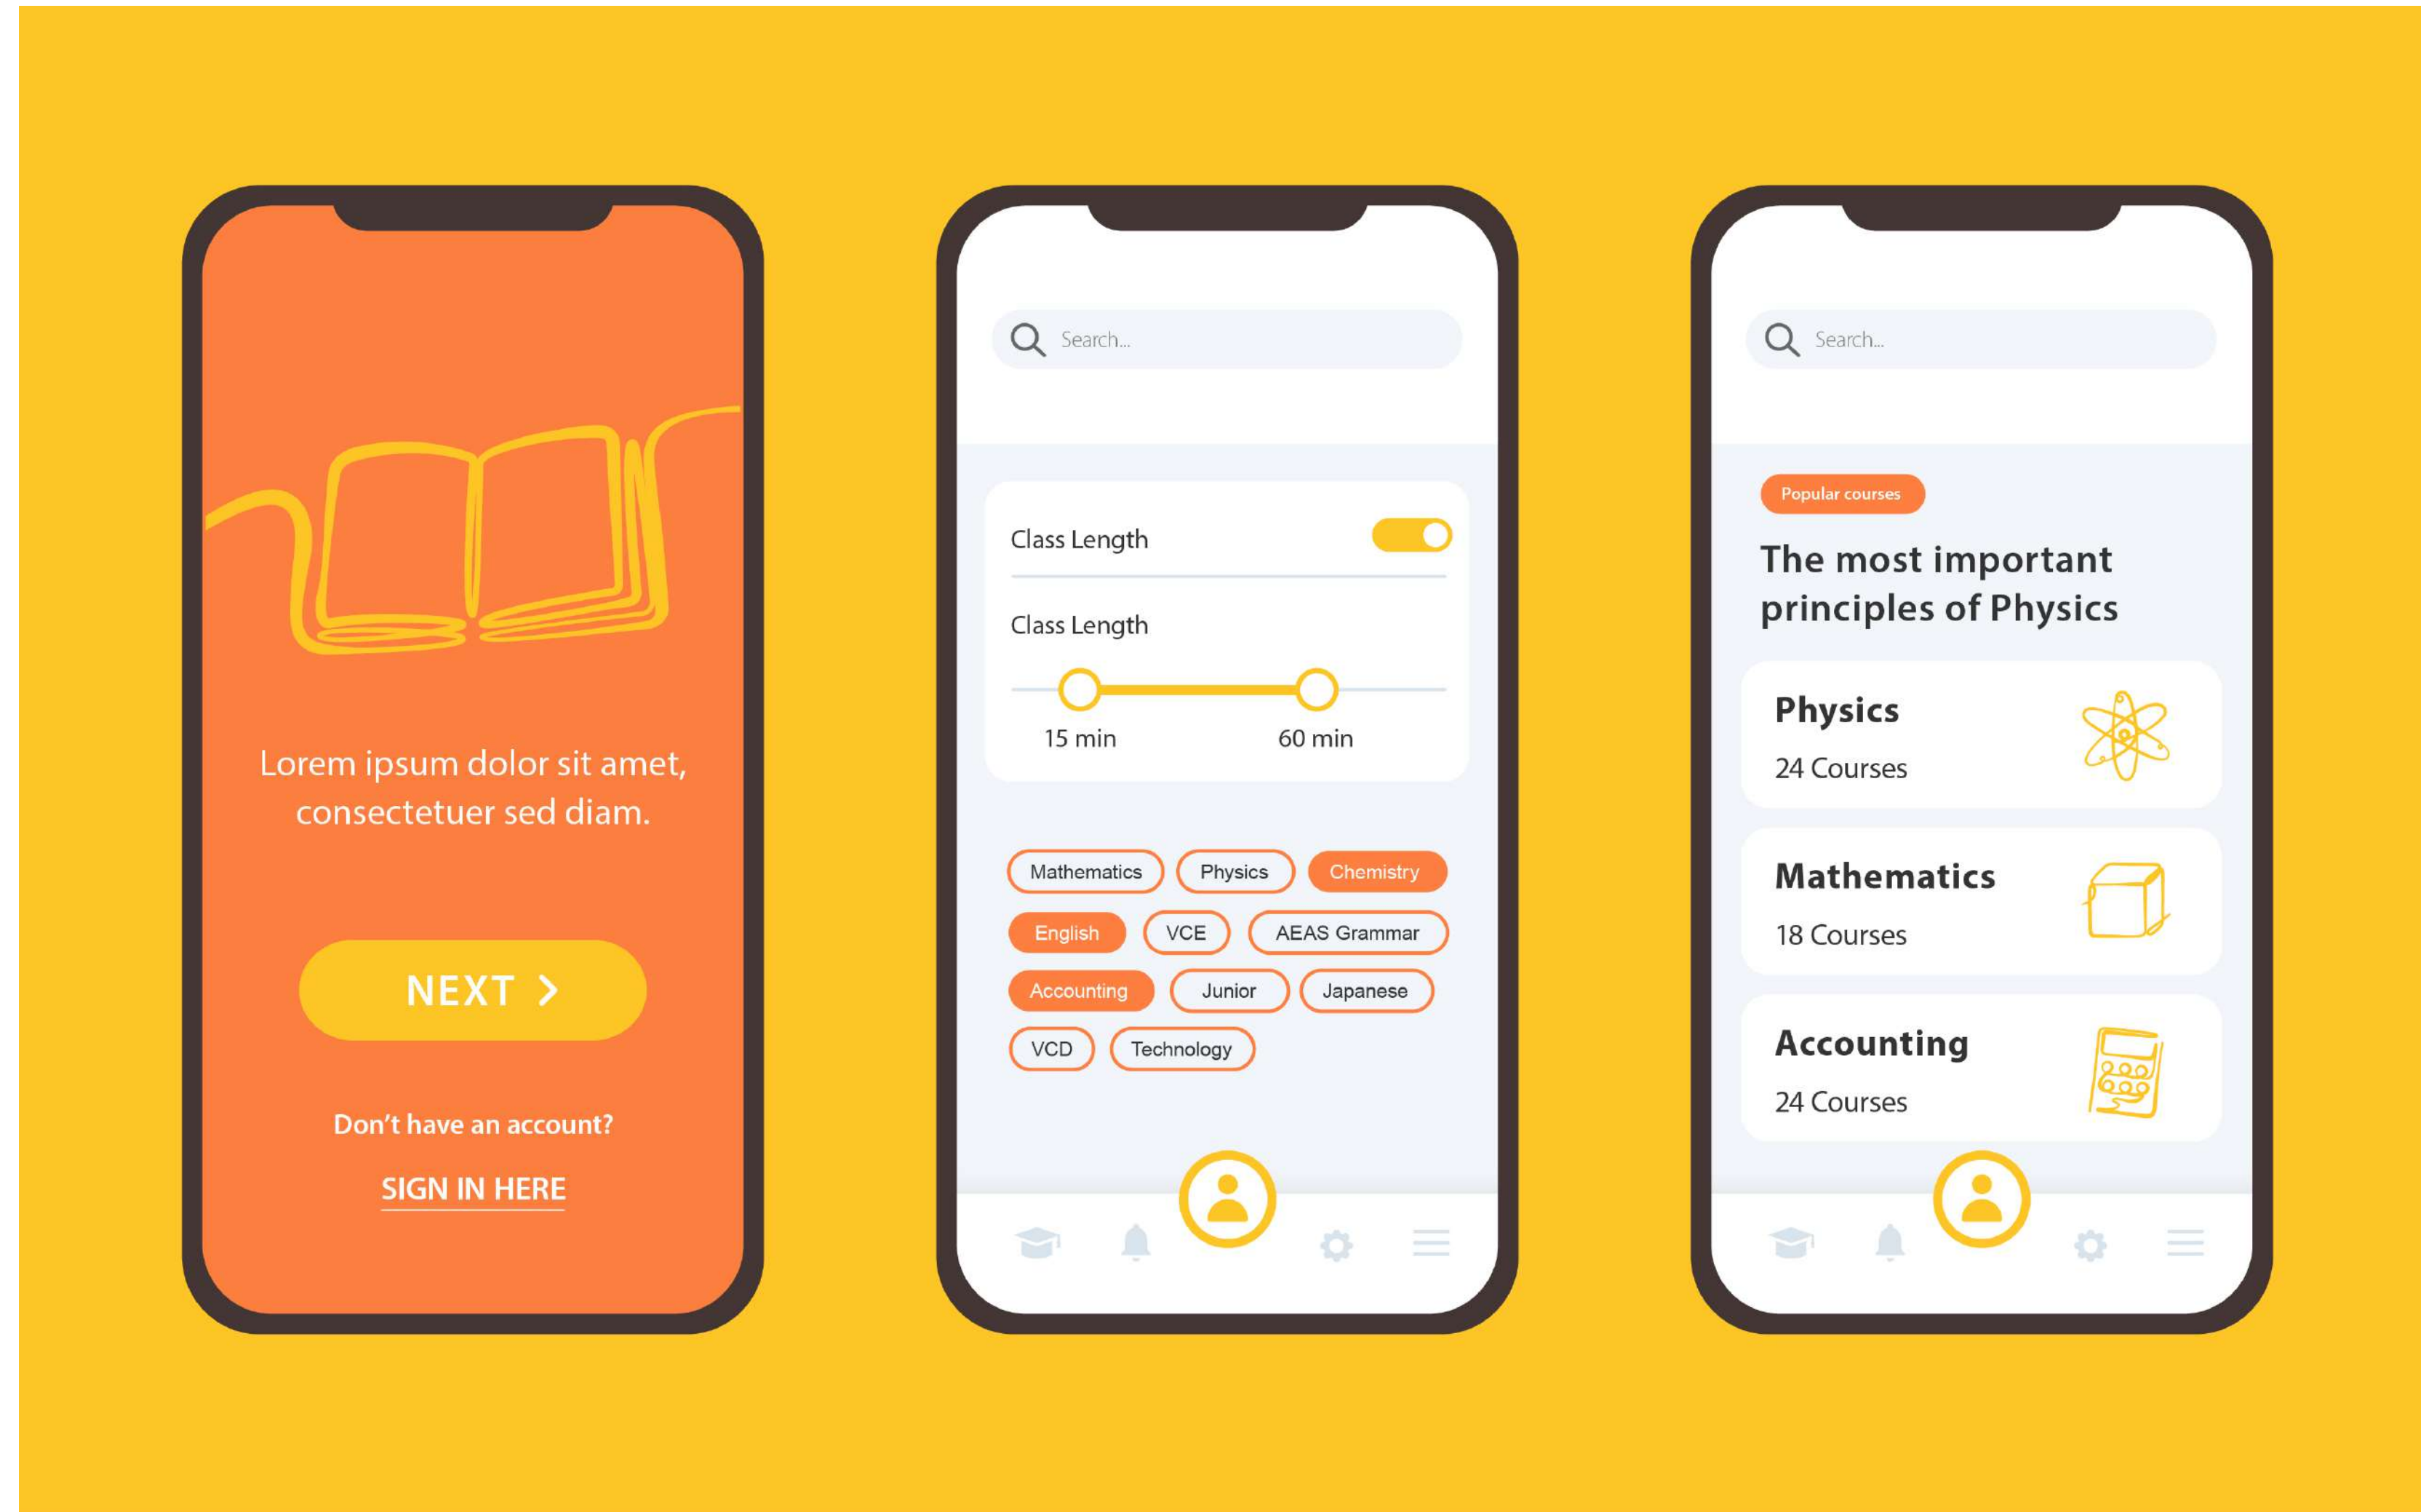 Lorem ipsum dolor sit amet,
consectetuer sed diam.
NEXT
Don't have an account?
SIGN IN HERE
Search...
Class Length
Class Length
15 min 60 min
Mathematics Physics Chemistry
English VCE AEAS Grammar
Accounting Junior Japanese
VCD Technology
Search...
Popular courses
The most important
principles of Physics
Physics
24 Courses
Mathematics
18 Courses
Accounting
24 Courses